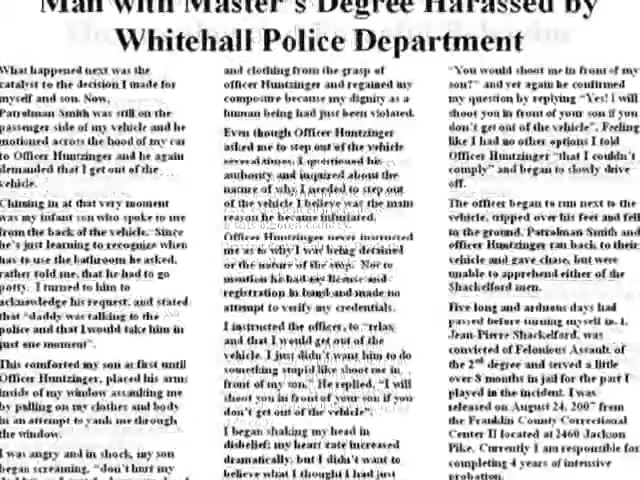 Man with Master's Degree Harassed by
Whitehall Police Department
What happened next was the
catalyst to the decision I made for
myself and son. Now,
Patrolman Smith was still on the
passenger side of my vehicle and he
motioned across the hood of my car
to Officer Huntzinger and he again
demanded that I get out of the
vehicle.
Chiming in at that very moment
was my infant son who spoke to me
from the back of the vehicle. Since
he's just learning to recognize when
has to use the bathroom he asked,
rather told me, that he had to go
potty. I turned to him to
acknowledge his request, and stated
that "daddy was talking to the
police and that I would take him in
just one moment".
This comforted my son at first until
Officer Huntzinger, placed his arms
inside of my window assaulting me
by pulling on my clothes and body
in an attempt to yank me through
the window.
I was angry and in shock, my son
began screaming, "don't hurt my
and clothing from the grasp of
officer Huntzinger and regained my
composure because my dignity as a
human being had just been violated.
Even though Officer Huntzinger
asked me to step out of the vehicle
several times, I questioned his
authority and inquired about the
nature of why I needed to step out
of the vehicle I believe was the main
reason he became infuriated.
Officer Huntzinger never instructed
me as to why I was being detained
or the nature of the stop. Nor to
mention he had my license and
registration in hand and made no
attempt to verify my credentials.
I instructed the officer, to "relax
and that I would get out of the
vehicle. I just didn't want him to do
something stupid like shoot me in
front of my son." He replied, "I will
shoot you in front of your son if you
don't get out of the vehicle".
I began shaking my head in
disbelief; my heart rate increased
dramatically, but I didn't want to
believe what I thought I had just
"You would shoot me in front of my
son?" and yet again he confirmed
my question by replying "Yes! I will
shoot you in front of your son if you
don't get out of the vehicle". Feeling
like I had no other options I told
Officer Huntzinger "that I couldn't
comply" and began to slowly drive
off.
The officer began to run next to the
vehicle, tripped over his feet and fell
to the ground. Patrolman Smith and
officer Huntzinger ran back to their
vehicle and gave chase, but were
unable to apprehend either of the
Shackelford men.
Five long and arduous days had
passed before turning myself in. I,
Jean-Pierre Shackelford, was
convicted of Felonious Assault, of
the 2nd degree and served a little
over 8 months in jail for the part I
played in the incident. I was
released on August 24, 2007 from
the Franklin County Correctional
Center II located at 2460 Jackson
Pike. Currently I am responsible for
completing 4 years of intensive
probation.